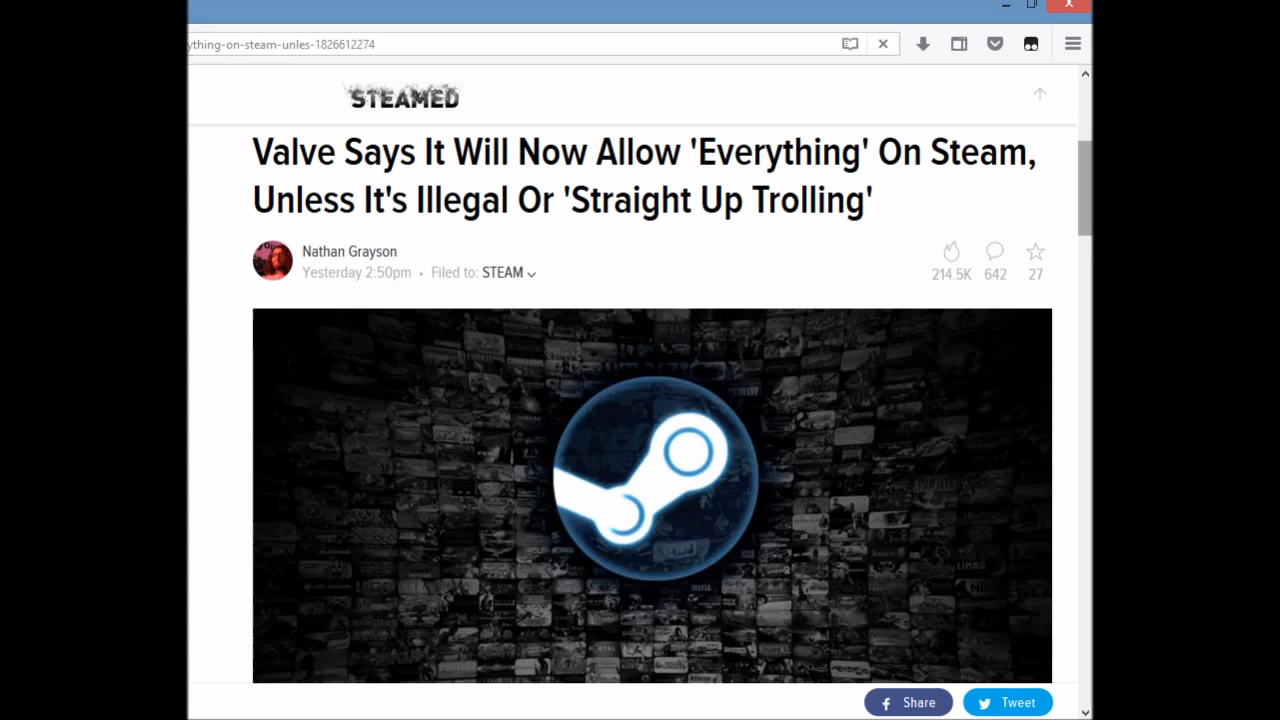 ything-on-steam-unles-1826612274
STEAMED
Valve Says It Will Now Allow 'Everything' On Steam,
Unless It's Illegal Or 'Straight Up Trolling'
Nathan Grayson
Yesterday 2:50pm • Filed to: STEAM
214.5K 642 27
LIMBO
Share Tweet